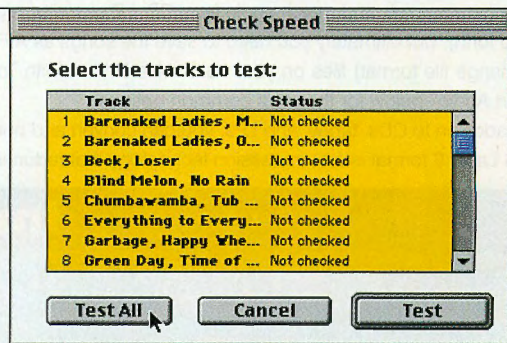 Check Speed
Select the tracks to test:
Track Status
1 Barenaked Ladies, M... Not checked
2 Barenaked Ladies, O... Not checked
3 Beck, Loser Not checked
4 Blind Melon, No Rain Not checked
5 Chumbawamba, Tub ... Not checked
6 Everything to Every... Not checked
7 Garbage, Happy Whe... Not checked
8 Green Day, Time of ... Not checked
Test All Cancel Test